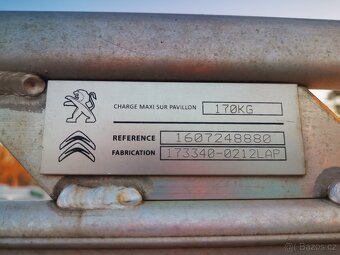 CHARGE MAXI SUR PAVILLON 170KG
REFERENCE 1607248880
FABRICATION 173340-0212LAP
© Bazos.cz